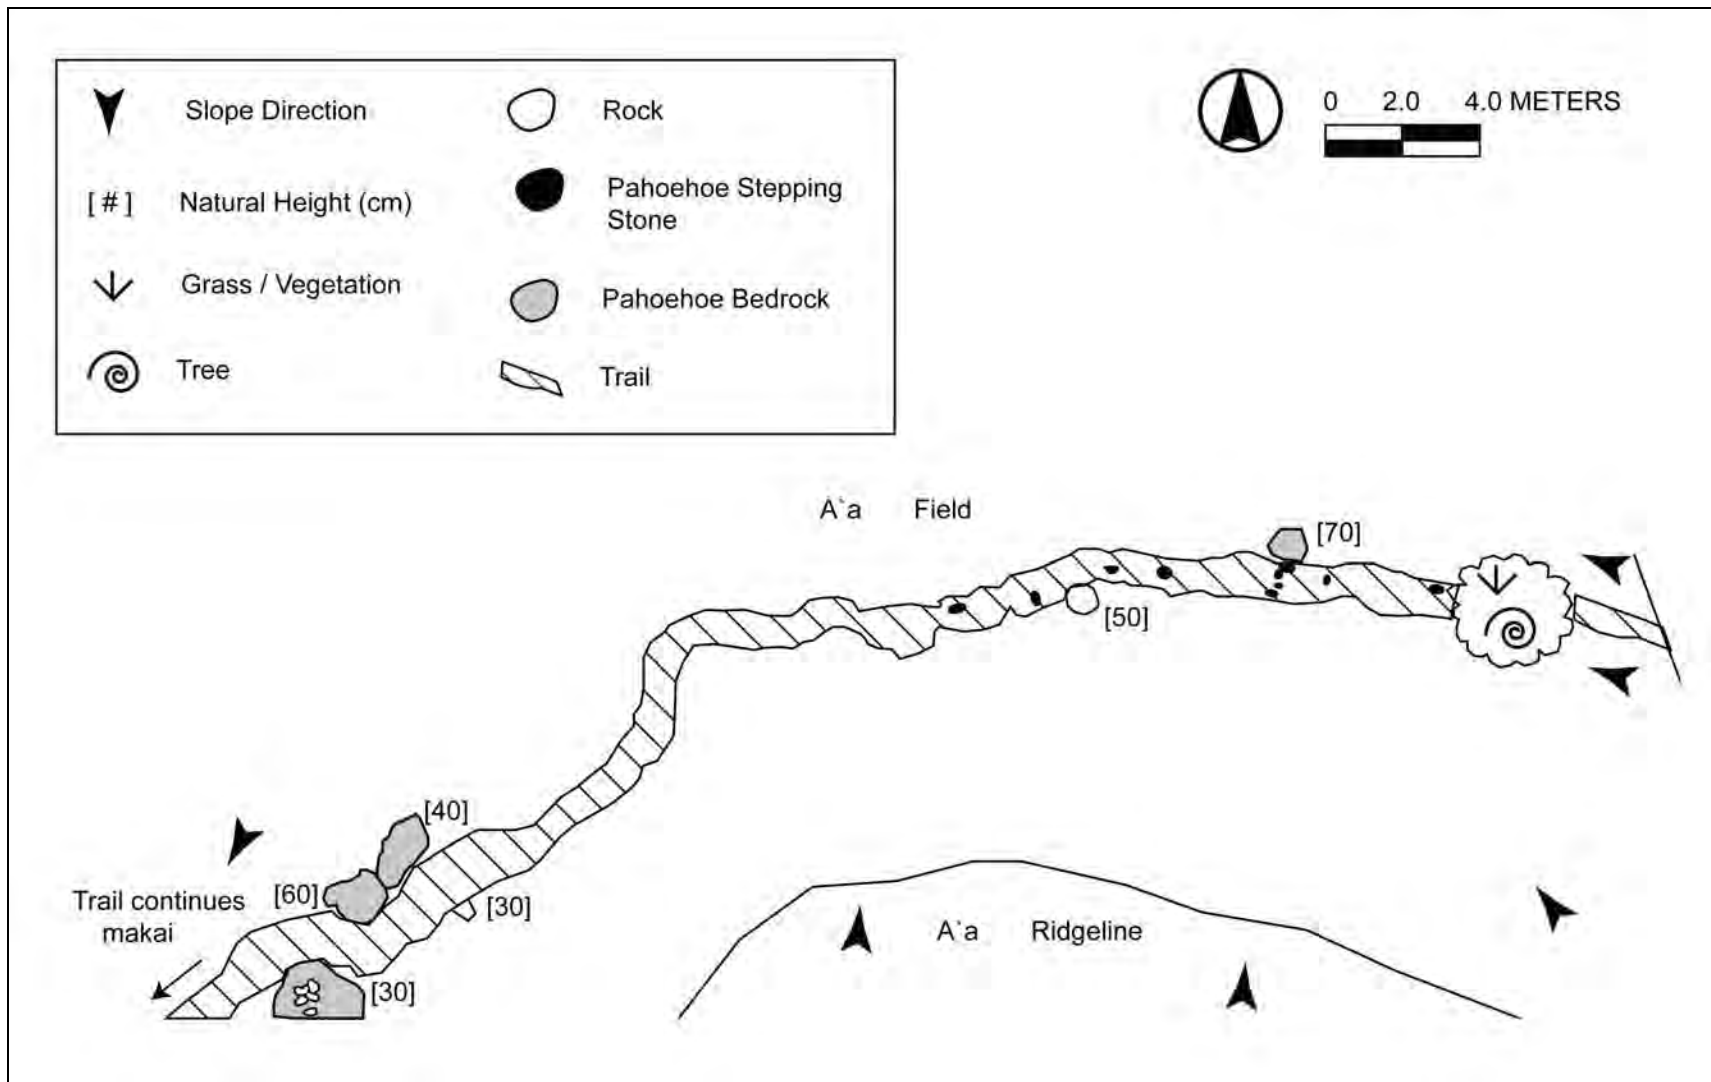 Slope Direction
[ # ] Natural Height (cm)
Grass / Vegetation
Tree
Rock
Pahoehoe Stepping
Stone
Pahoehoe Bedrock
Trail
0 2.0 4.0 METERS
A`a Field
[70]
[50]
[40]
[60]
[30]
Trail continues
makai
A`a Ridgeline
[30]